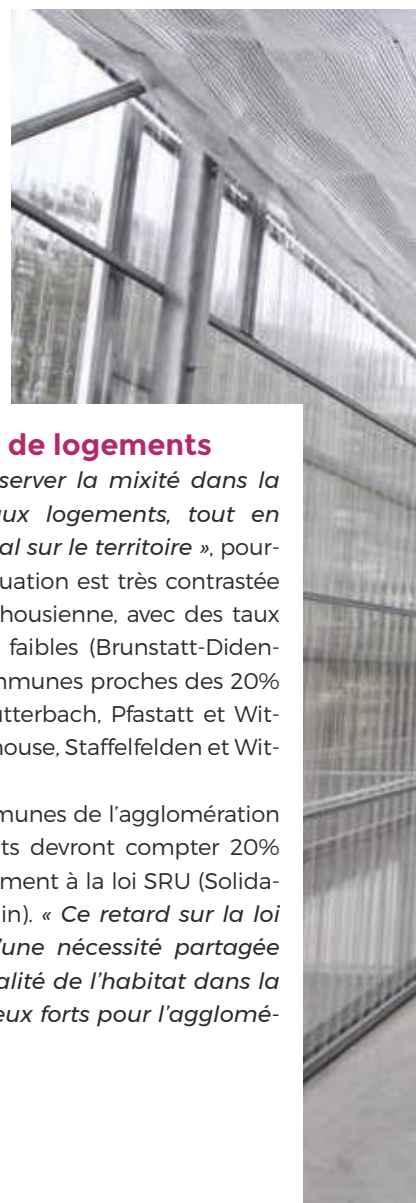 de logements
server la mixité dans la
aux logements, tout en
al sur le territoire », pour-
uation est très contrastée
housienne, avec des taux
faibles (Brunstatt-Diden-
mmunes proches des 20%
utterbach, Pfastatt et Wit-
house, Staffelfelden et Wit-
munes de l’agglomération
ts devront compter 20%
ment à la loi SRU (Solida-
in). « Ce retard sur la loi
’une nécessité partagée
alité de l’habitat dans la
eux forts pour l’agglomé-